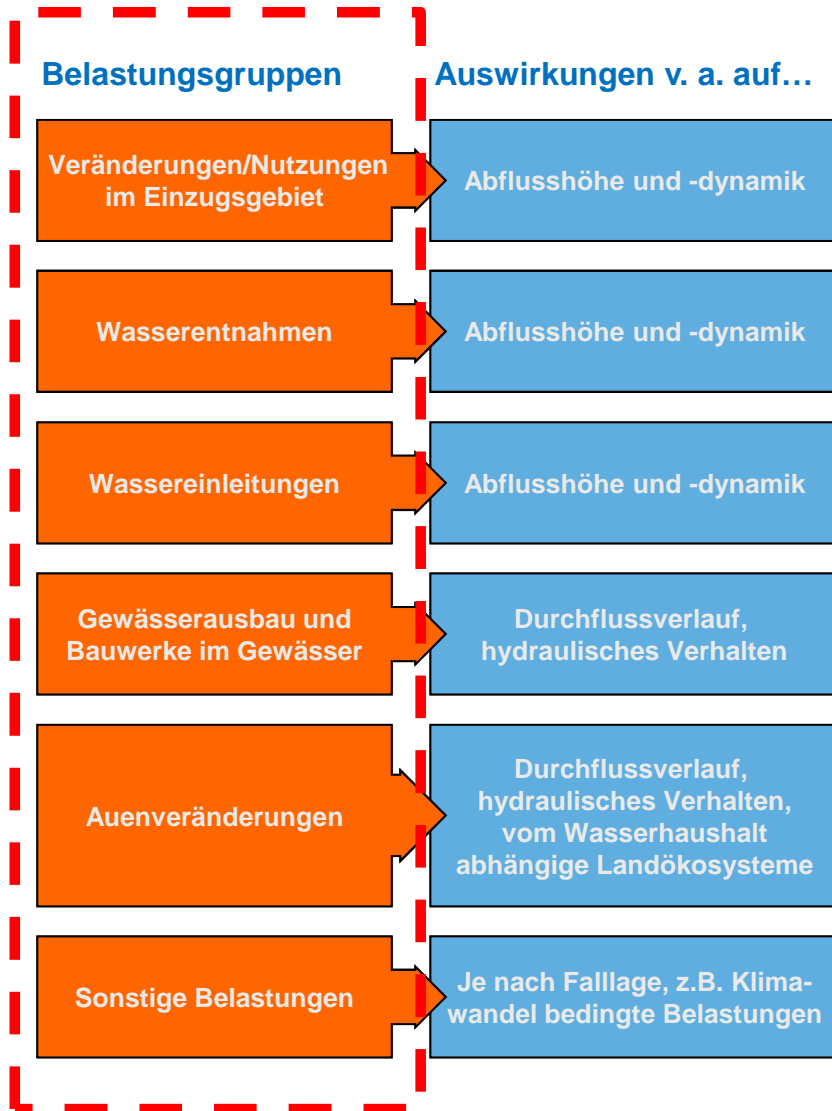 Belastungsgruppen
Auswirkungen v. a. auf…
Veränderungen/Nutzungen
im Einzugsgebiet
Abflusshöhe und -dynamik
Wasserentnahmen
Abflusshöhe und -dynamik
Wassereinleitungen
Abflusshöhe und -dynamik
Gewässerausbau und
Bauwerke im Gewässer
Durchflussverlauf,
hydraulisches Verhalten
Auenveränderungen
Durchflussverlauf,
hydraulisches Verhalten,
vom Wasserhaushalt
abhängige Landökosysteme
Sonstige Belastungen
Je nach Falllage, z.B. Klima-
wandel bedingte Belastungen